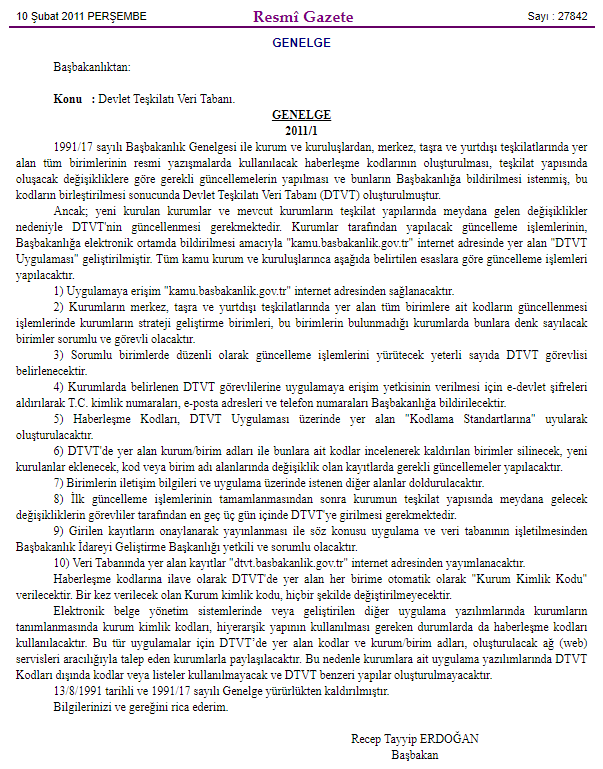 10 Şubat 2011 PERŞEMBE
Resmî Gazete
Sayı : 27842
GENELGE
Başbakanlıktan:
Konu : Devlet Teşkilatı Veri Tabanı.
GENELGE
2011/1
1991/17 sayılı Başbakanlık Genelgesi ile kurum ve kuruluşlardan, merkez, taşra ve yurtdışı teşkilatlarında yer
alan tüm birimlerinin resmi yazışmalarda kullanılacak haberleşme kodlarının oluşturulması, teşkilat yapısında
oluşacak değişikliklere göre gerekli güncellemelerin yapılması ve bunların Başbakanlığa bildirilmesi istenmiş, bu
kodların birleştirilmesi sonucunda Devlet Teşkilatı Veri Tabanı (DTVT) oluşturulmuştur.
Ancak; yeni kurulan kurumlar ve mevcut kurumların teşkilat yapılarında meydana gelen değişiklikler
nedeniyle DTVT'nin güncellenmesi gerekmektedir. Kurumlar tarafından yapılacak güncelleme işlemlerinin,
Başbakanlığa elektronik ortamda bildirilmesi amacıyla "kamu.basbakanlik.gov.tr" internet adresinde yer alan "DTVT
Uygulaması" geliştirilmiştir. Tüm kamu kurum ve kuruluşlarınca aşağıda belirtilen esaslara göre güncelleme işlemleri
yapılacaktır.
1) Uygulamaya erişim "kamu.basbakanlik.gov.tr" internet adresinden sağlanacaktır.
2) Kurumların merkez, taşra ve yurtdışı teşkilatlarında yer alan tüm birimlere ait kodların güncellenmesi
işlemlerinde kurumların strateji geliştirme birimleri, bu birimlerin bulunmadığı kurumlarda bunlara denk sayılacak
birimler sorumlu ve görevli olacaktır.
3) Sorumlu birimlerde düzenli olarak güncelleme işlemlerini yürütecek yeterli sayıda DTVT görevlisi
belirlenecektir.
4) Kurumlarda belirlenen DTVT görevlilerine uygulamaya erişim yetkisinin verilmesi için e-devlet şifreleri
aldırılarak T.C. kimlik numaraları, e-posta adresleri ve telefon numaraları Başbakanlığa bildirilecektir.
5) Haberleşme Kodları, DTVT Uygulaması üzerinde yer alan "Kodlama Standartlarına" uyularak
oluşturulacaktır.
6) DTVT'de yer alan kurum/birim adları ile bunlara ait kodlar incelenerek kaldırılan birimler silinecek, yeni
kurulanlar eklenecek, kod veya birim adı alanlarında değişiklik olan kayıtlarda gerekli güncellemeler yapılacaktır.
7) Birimlerin iletişim bilgileri ve uygulama üzerinde istenen diğer alanlar doldurulacaktır.
8) İlk güncelleme işlemlerinin tamamlanmasından sonra kurumun teşkilat yapısında meydana gelecek
değişikliklerin görevliler tarafından en geç üç gün içinde DTVT'ye girilmesi gerekmektedir.
9) Girilen kayıtların onaylanarak yayınlanması ile söz konusu uygulama ve veri tabanının işletilmesinden
Başbakanlık İdareyi Geliştirme Başkanlığı yetkili ve sorumlu olacaktır.
10) Veri Tabanında yer alan kayıtlar "dtvt.basbakanlik.gov.tr" internet adresinden yayımlanacaktır.
Haberleşme kodlarına ilave olarak DTVT'de yer alan her birime otomatik olarak "Kurum Kimlik Kodu"
verilecektir. Bir kez verilecek olan Kurum kimlik kodu, hiçbir şekilde değiştirilmeyecektir.
Elektronik belge yönetim sistemlerinde veya geliştirilen diğer uygulama yazılımlarında kurumların
tanımlanmasında kurum kimlik kodları, hiyerarşik yapının kullanılması gereken durumlarda da haberleşme kodları
kullanılacaktır. Bu tür uygulamalar için DTVT'de yer alan kodlar ve kurum/birim adları, oluşturulacak ağ (web)
servisleri aracılığıyla talep eden kurumlarla paylaşılacaktır. Bu nedenle kurumlara ait uygulama yazılımlarında DTVT
Kodları dışında kodlar veya listeler kullanılmayacak ve DTVT benzeri yapılar oluşturulmayacaktır.
13/8/1991 tarihli ve 1991/17 sayılı Genelge yürürlükten kaldırılmıştır.
Bilgilerinizi ve gereğini rica ederim.
Recep Tayyip ERDOĞAN
Başbakan